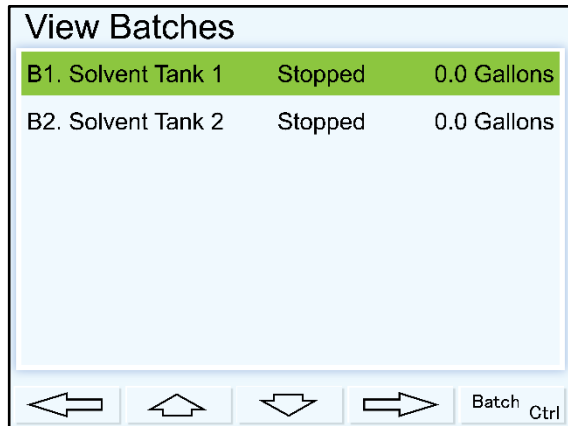 View Batches
B1. Solvent Tank 1 Stopped 0.0 Gallons
B2. Solvent Tank 2 Stopped 0.0 Gallons
Batch Ctrl